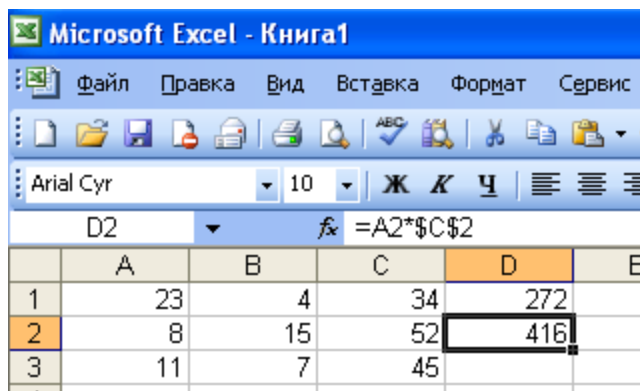 Microsoft Excel - Книга1
Файл Правка Вид Вставка Формат Сервис
ABC
Arial Cyr 10 Ж К Ч
D2 fx =A2*$C$2
A B C D E
1 23 4 34 272
2 8 15 52 416
3 11 7 45